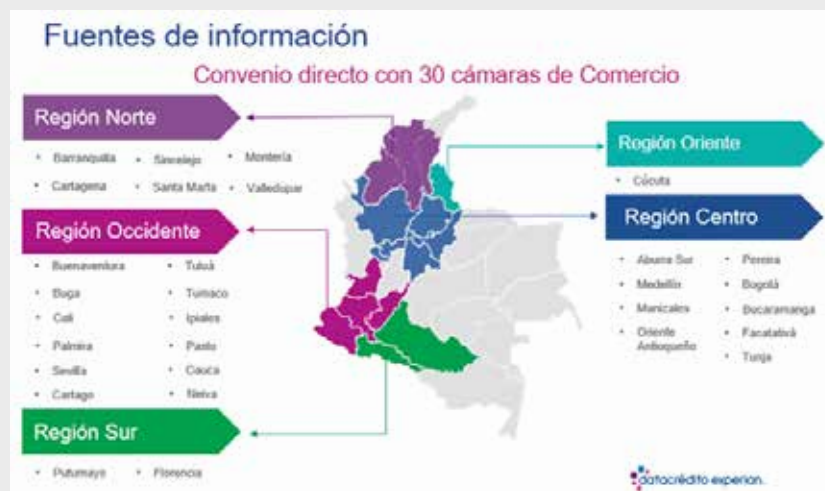 Fuentes de información
Convenio directo con 30 cámaras de Comercio
Región Norte
• Barranquilla • Sincelejo • Montería
• Cartagena • Santa Marta • Valledupar
Región Occidente
• Buenaventura • Tuluá
• Buga • Tumaco
• Cali • Ipiales
• Palmira • Pasto
• Sevilla • Cauca
• Cartago • Neiva
Región Sur
• Putumayo • Florencia
Región Oriente
• Cúcuta
Región Centro
• Aburra Sur • Pereira
• Medellín • Bogotá
• Manizales • Bucaramanga
• Oriente Antioqueño • Facatativá
• Tunja
datacrédito experian.